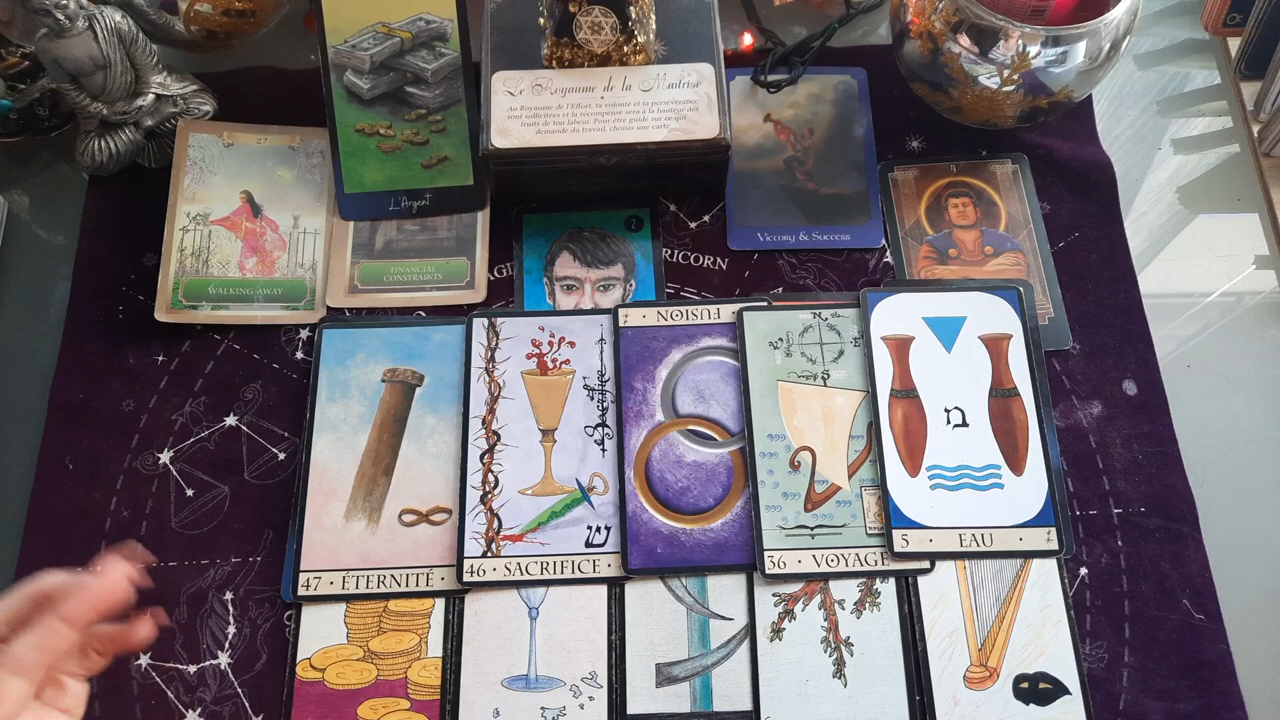 27
WALKING AWAY
L'Argent
FINANCIAL
CONSTRAINTS
Le Royaume de la Maîtrise
Au Royaume de l'Effort, ta volonté et ta persévérance
sont sollicitées et la récompense sera à la hauteur des
fruits de ton labeur. Pour être guidé sur ce qui
demande du travail, choisis une carte
2
VICTORY & SUCCESS
4
RICORN
47 • ÉTERNITÉ •
Sacrifice
ש
46 • SACRIFICE •
FUSION
N
E
S
36 • VOYAGE
מ
5 • EAU •